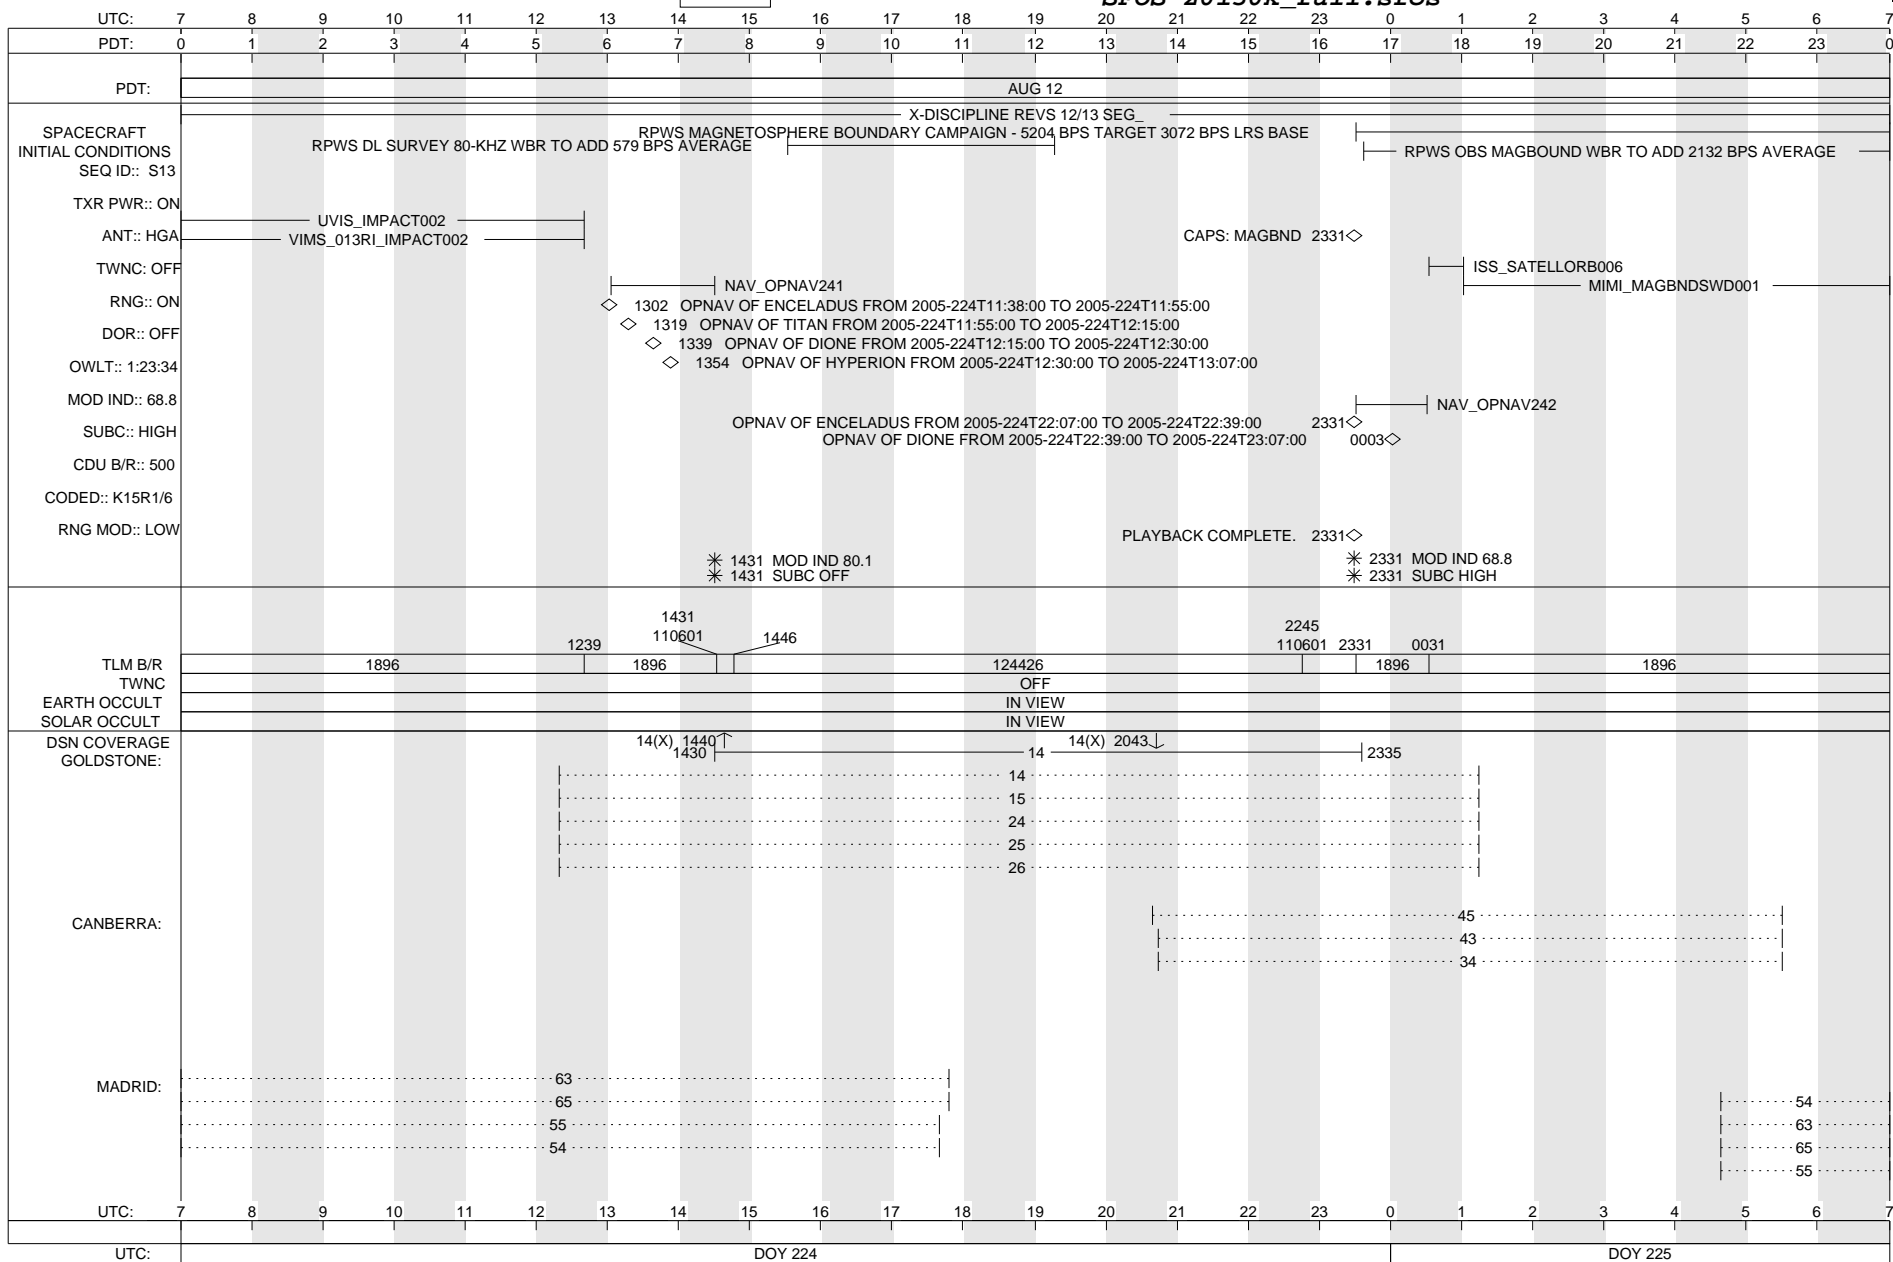 SFOS 20130k_full.sfos
UTC: 7 8 9 10 11 12 13 14 15 16 17 18 19 20 21 22 23 0 1 2 3 4 5 6 7
PDT: 0 1 2 3 4 5 6 7 8 9 10 11 12 13 14 15 16 17 18 19 20 21 22 23 0
PDT: AUG 12
X-DISCIPLINE REVS 12/13 SEG_
SPACECRAFT RPWS MAGNETOSPHERE BOUNDARY CAMPAIGN - 5204 BPS TARGET 3072 BPS LRS BASE
INITIAL CONDITIONS RPWS DL SURVEY 80-KHZ WBR TO ADD 579 BPS AVERAGE RPWS OBS MAGBOUND WBR TO ADD 2132 BPS AVERAGE
SEQ ID:: S13
TXR PWR:: ON
UVIS_IMPACT002
ANT:: HGA VIMS_013RI_IMPACT002 CAPS: MAGBND 2331
TWNC: OFF ISS_SATELLORB006
NAV_OPNAV241 MIMI_MAGBNDSWD001
RNG:: ON 1302 OPNAV OF ENCELADUS FROM 2005-224T11:38:00 TO 2005-224T11:55:00
1319 OPNAV OF TITAN FROM 2005-224T11:55:00 TO 2005-224T12:15:00
DOR:: OFF 1339 OPNAV OF DIONE FROM 2005-224T12:15:00 TO 2005-224T12:30:00
OWLT:: 1:23:34 1354 OPNAV OF HYPERION FROM 2005-224T12:30:00 TO 2005-224T13:07:00
MOD IND:: 68.8 NAV_OPNAV242
OPNAV OF ENCELADUS FROM 2005-224T22:07:00 TO 2005-224T22:39:00 2331
SUBC:: HIGH OPNAV OF DIONE FROM 2005-224T22:39:00 TO 2005-224T23:07:00 0003
CDU B/R:: 500
CODED:: K15R1/6
RNG MOD:: LOW PLAYBACK COMPLETE. 2331
1431 MOD IND 80.1 2331 MOD IND 68.8
1431 SUBC OFF 2331 SUBC HIGH
1431 2245
1239 110601 1446 110601 2331 0031
TLM B/R 1896 1896 124426 1896 1896
TWNC OFF
EARTH OCCULT IN VIEW
SOLAR OCCULT IN VIEW
DSN COVERAGE 14(X) 1440 14(X) 2043
GOLDSTONE: 1430 14 2335
14
15
24
25
26
45
CANBERRA:
43
34
63
MADRID:
65 54
55 63
54 65
55
UTC: 7 8 9 10 11 12 13 14 15 16 17 18 19 20 21 22 23 0 1 2 3 4 5 6 7
UTC: DOY 224 DOY 225